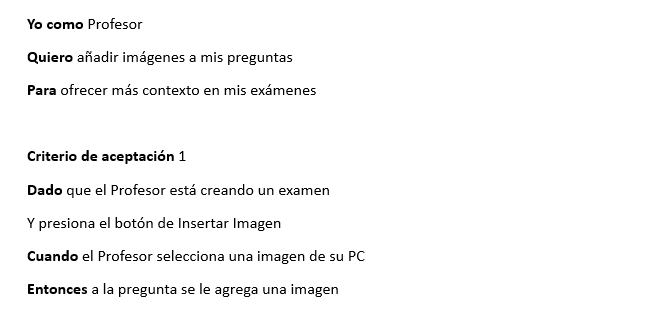 Yo como Profesor
Quiero añadir imágenes a mis preguntas
Para ofrecer más contexto en mis exámenes
Criterio de aceptación 1
Dado que el Profesor está creando un examen
Y presiona el botón de Insertar Imagen
Cuando el Profesor selecciona una imagen de su PC
Entonces a la pregunta se le agrega una imagen